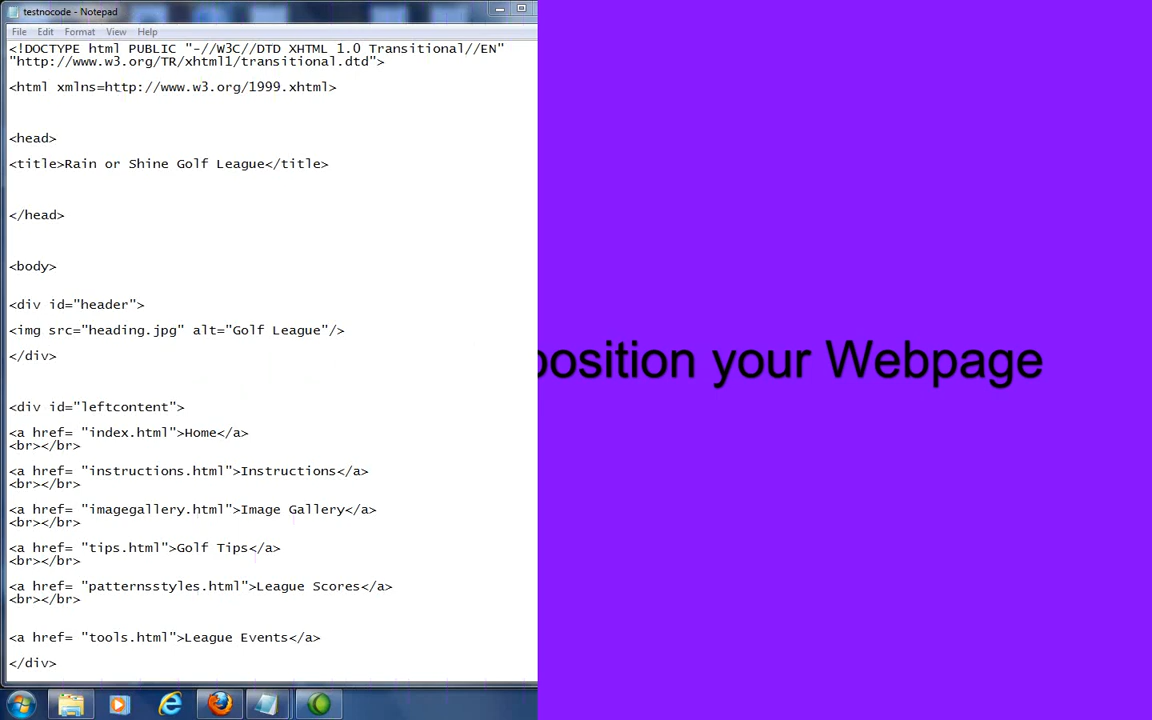 testnocode - Notepad
File Edit Format View Help
<!DOCTYPE html PUBLIC "-//W3C//DTD XHTML 1.0 Transitional//EN"
"http://www.w3.org/TR/xhtml1/transitional.dtd">
<html xmlns=http://www.w3.org/1999.xhtml>
<head>
<title>Rain or Shine Golf League</title>
</head>
<body>
<div id="header">
<img src="heading.jpg" alt="Golf League"/>
</div>
position your Webpage
<div id="leftcontent">
<a href= "index.html">Home</a>
<br></br>
<a href= "instructions.html">Instructions</a>
<br></br>
<a href= "imagegallery.html">Image Gallery</a>
<br></br>
<a href= "tips.html">Golf Tips</a>
<br></br>
<a href= "patternsstyles.html">League Scores</a>
<br></br>
<a href= "tools.html">League Events</a>
</div>